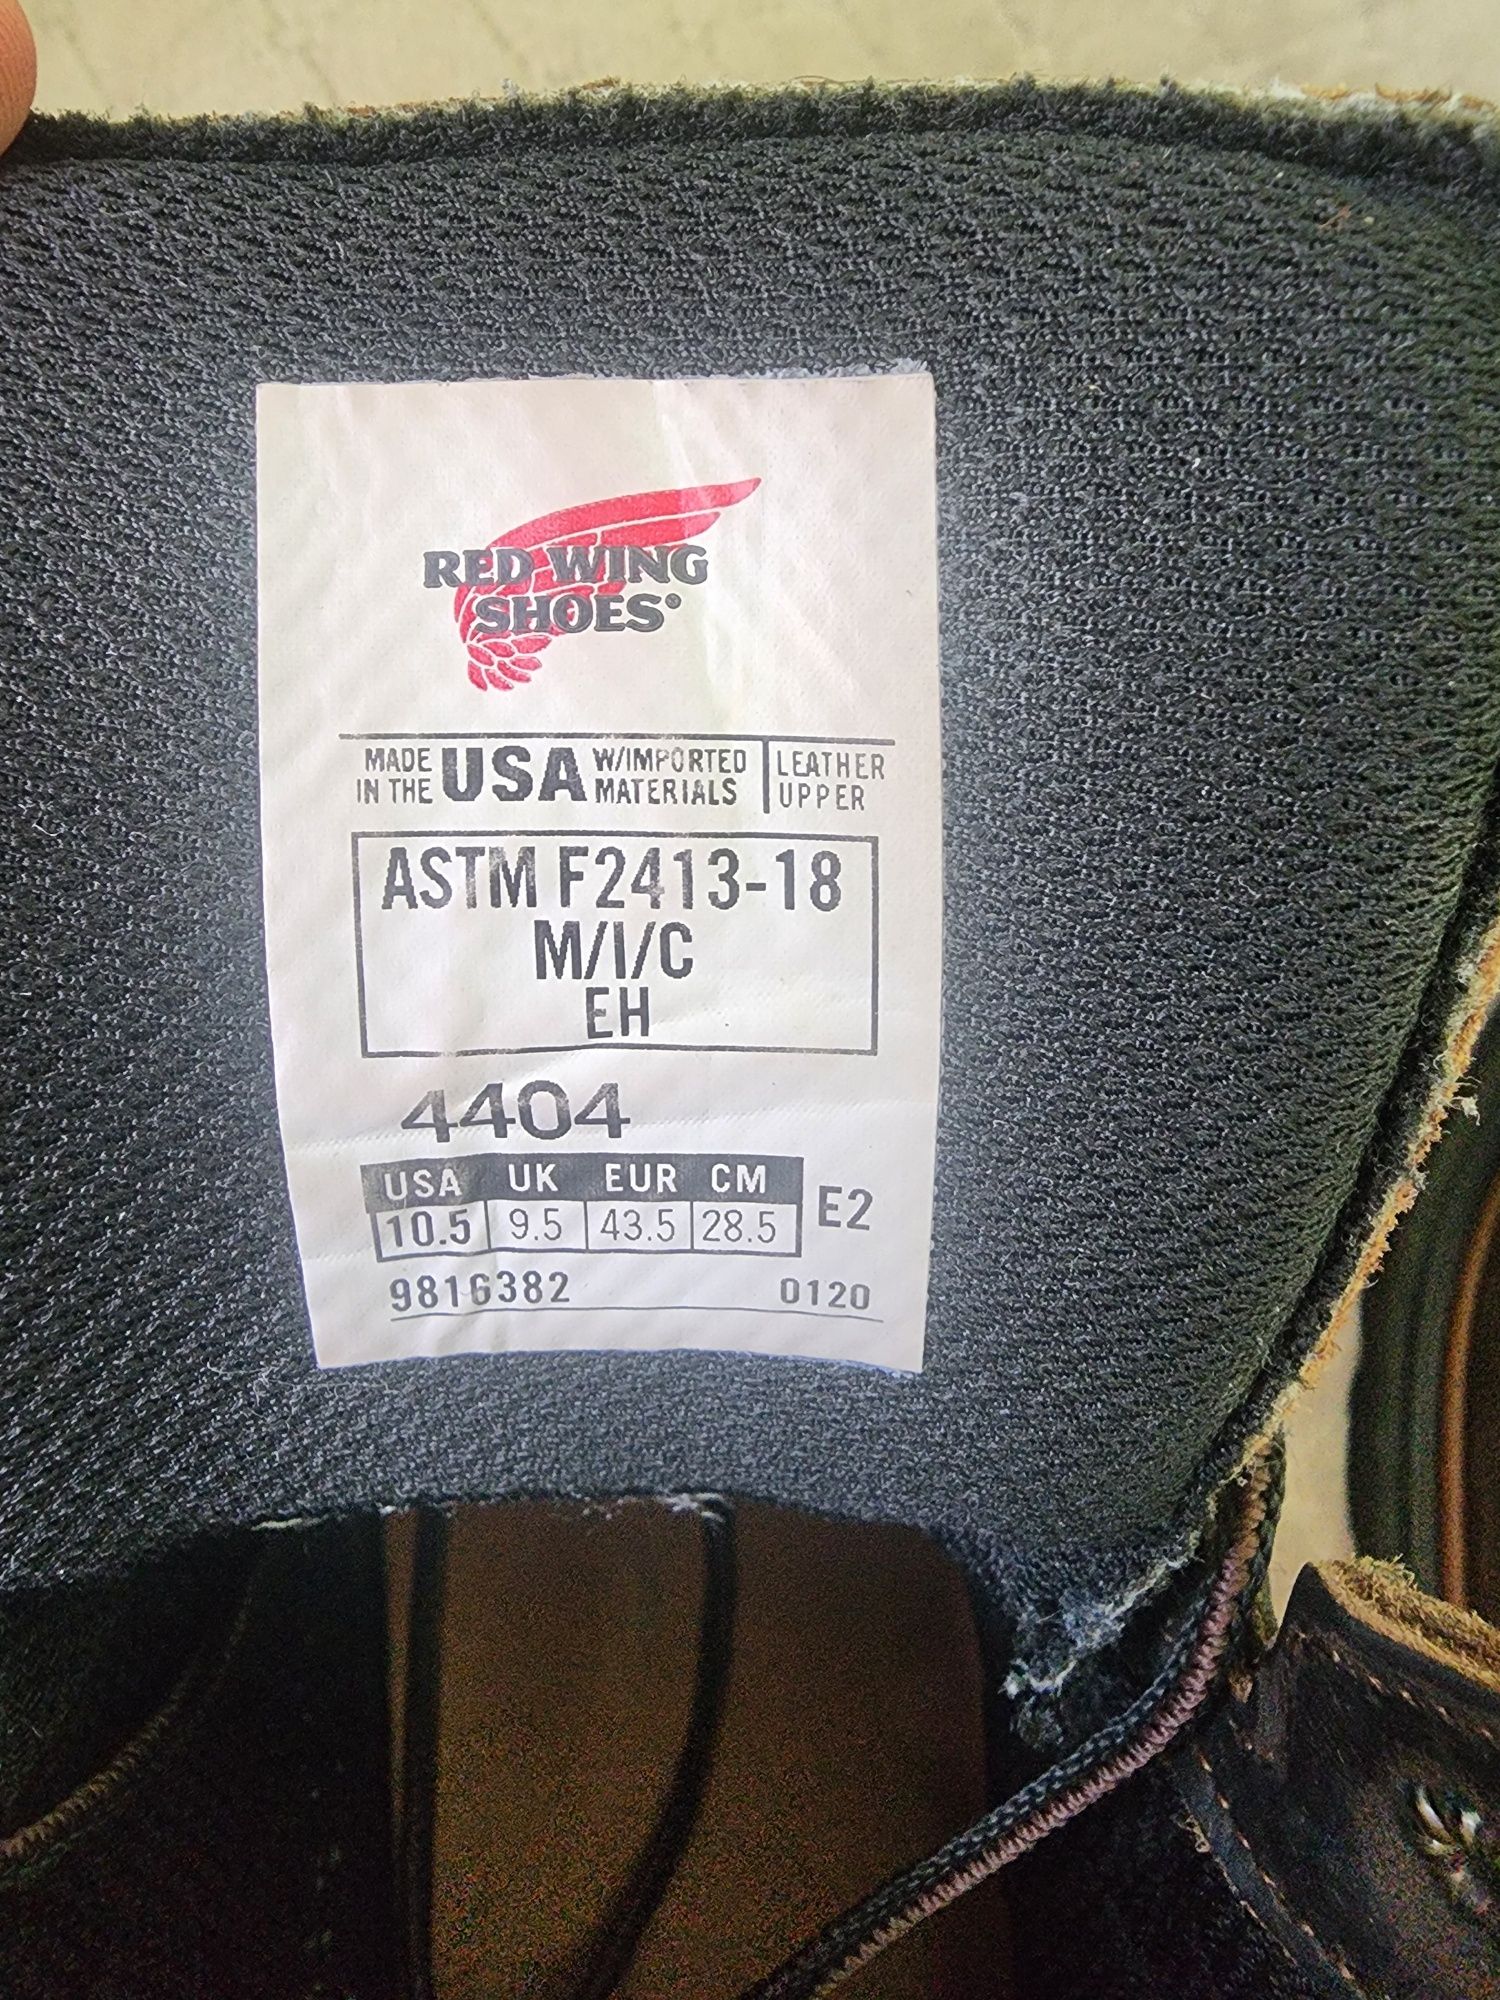 RED WING
SHOES®
MADE IN THE USA W/IMPORTED MATERIALS | LEATHER UPPER
ASTM F2413-18
M/I/C
EH
4404
USA UK EUR CM
10.5 9.5 43.5 28.5 E2
9816382 0120